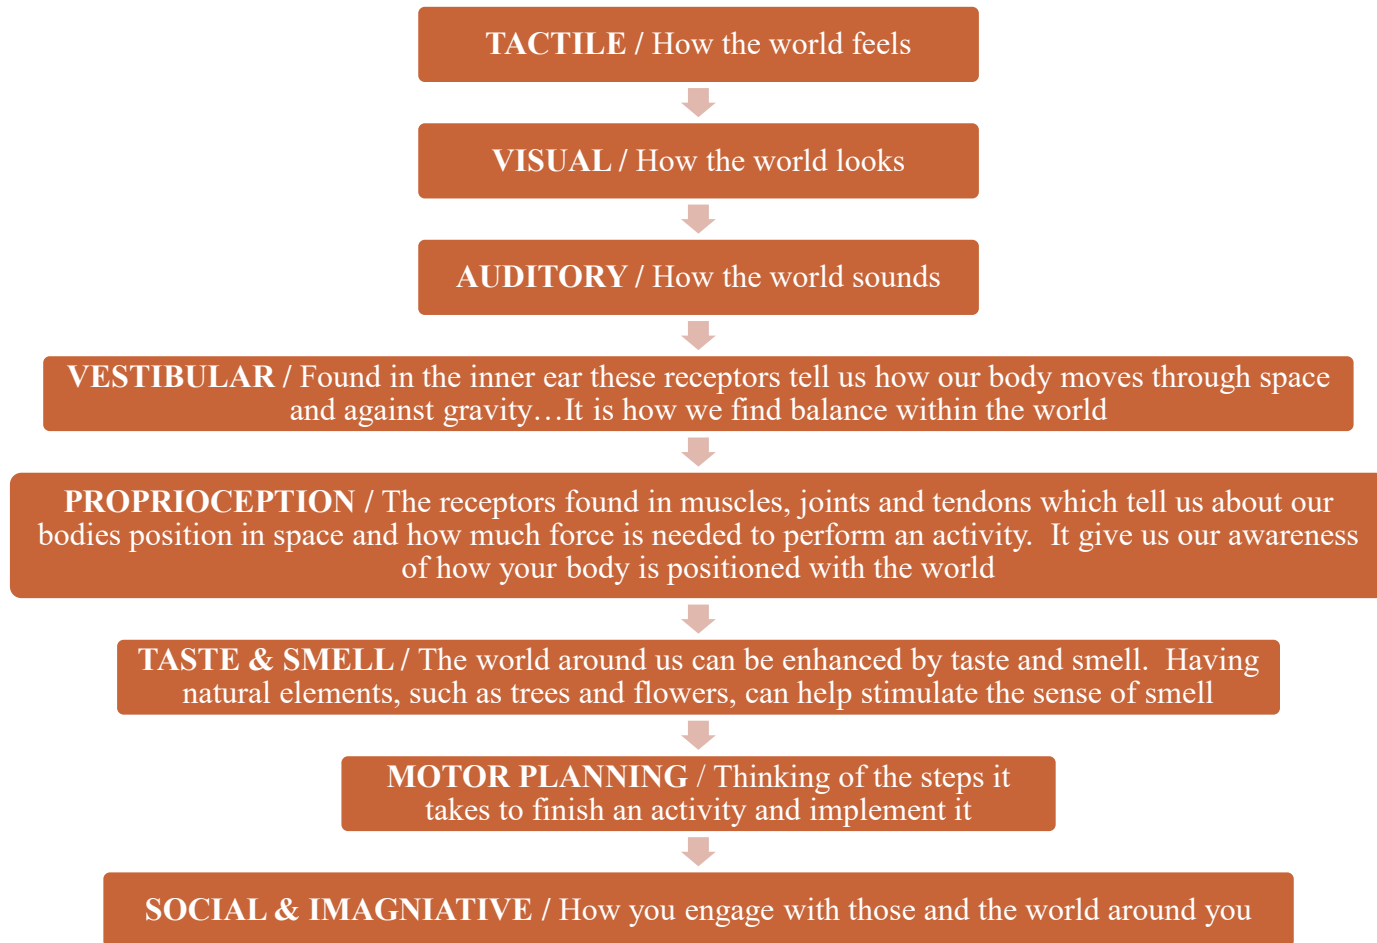 TACTILE / How the world feels
VISUAL / How the world looks
AUDITORY / How the world sounds
VESTIBULAR / Found in the inner ear these receptors tell us how our body moves through space
and against gravity…It is how we find balance within the world
PROPRIOCEPTION / The receptors found in muscles, joints and tendons which tell us about our
bodies position in space and how much force is needed to perform an activity.  It give us our awareness
of how your body is positioned with the world
TASTE & SMELL / The world around us can be enhanced by taste and smell.  Having
natural elements, such as trees and flowers, can help stimulate the sense of smell
MOTOR PLANNING / Thinking of the steps it
takes to finish an activity and implement it
SOCIAL & IMAGNIATIVE / How you engage with those and the world around you